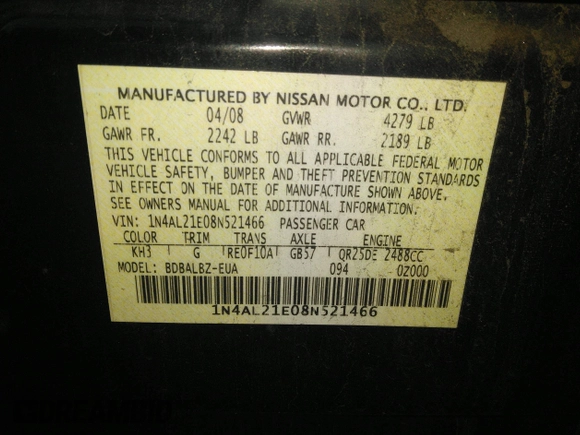 MANUFACTURED BY NISSAN MOTOR CO., LTD.
DATE 04/08 GVWR 4279 LB
GAWR FR. 2242 LB GAWR RR. 2189 LB
THIS VEHICLE CONFORMS TO ALL APPLICABLE FEDERAL MOTOR
VEHICLE SAFETY, BUMPER AND THEFT PREVENTION STANDARDS
IN EFFECT ON THE DATE OF MANUFACTURE SHOWN ABOVE.
SEE OWNERS MANUAL FOR ADDITIONAL INFORMATION.
VIN: 1N4AL21E08N521466 PASSENGER CAR
COLOR TRIM TRANS AXLE ENGINE
KH3 G RE0F10A GB57 QR25DE 2488CC
MODEL: BDBALBZ-EUA 094 0Z000
1N4AL21E08N521466